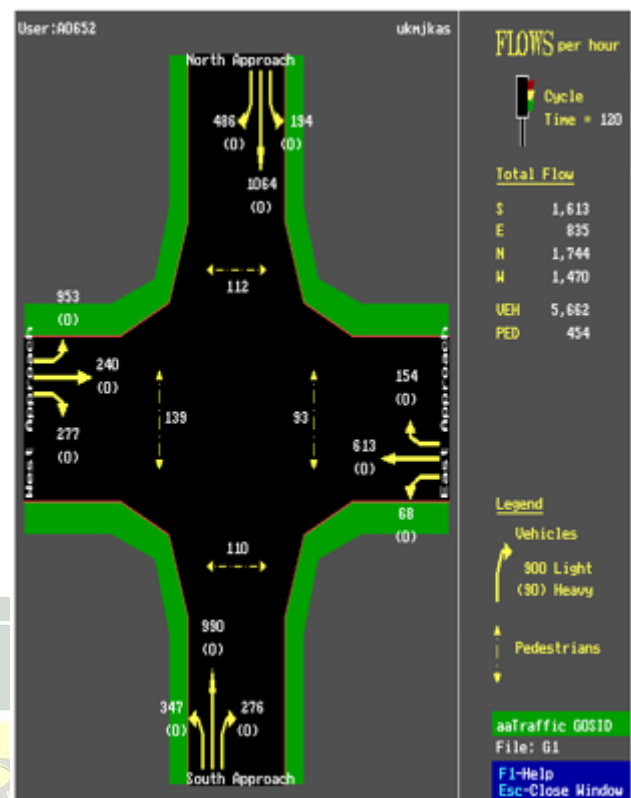 User:A0652
ukmjkas
North Approach
486
(0)
194
(0)
1064
(0)
112
953
(0)
240
(0)
277
(0)
West Approach
139
93
154
(0)
613
(0)
68
(0)
East Approach
110
990
(0)
347
(0)
276
(0)
South Approach
FLOWS per hour
Cycle
Time = 120
Total Flow
S 1,613
E 835
N 1,744
W 1,470
VEH 5,662
PED 454
Legend
Vehicles
900 Light
(90) Heavy
Pedestrians
aaTraffic GOSID
File: G1
F1-Help
Esc-Close Window